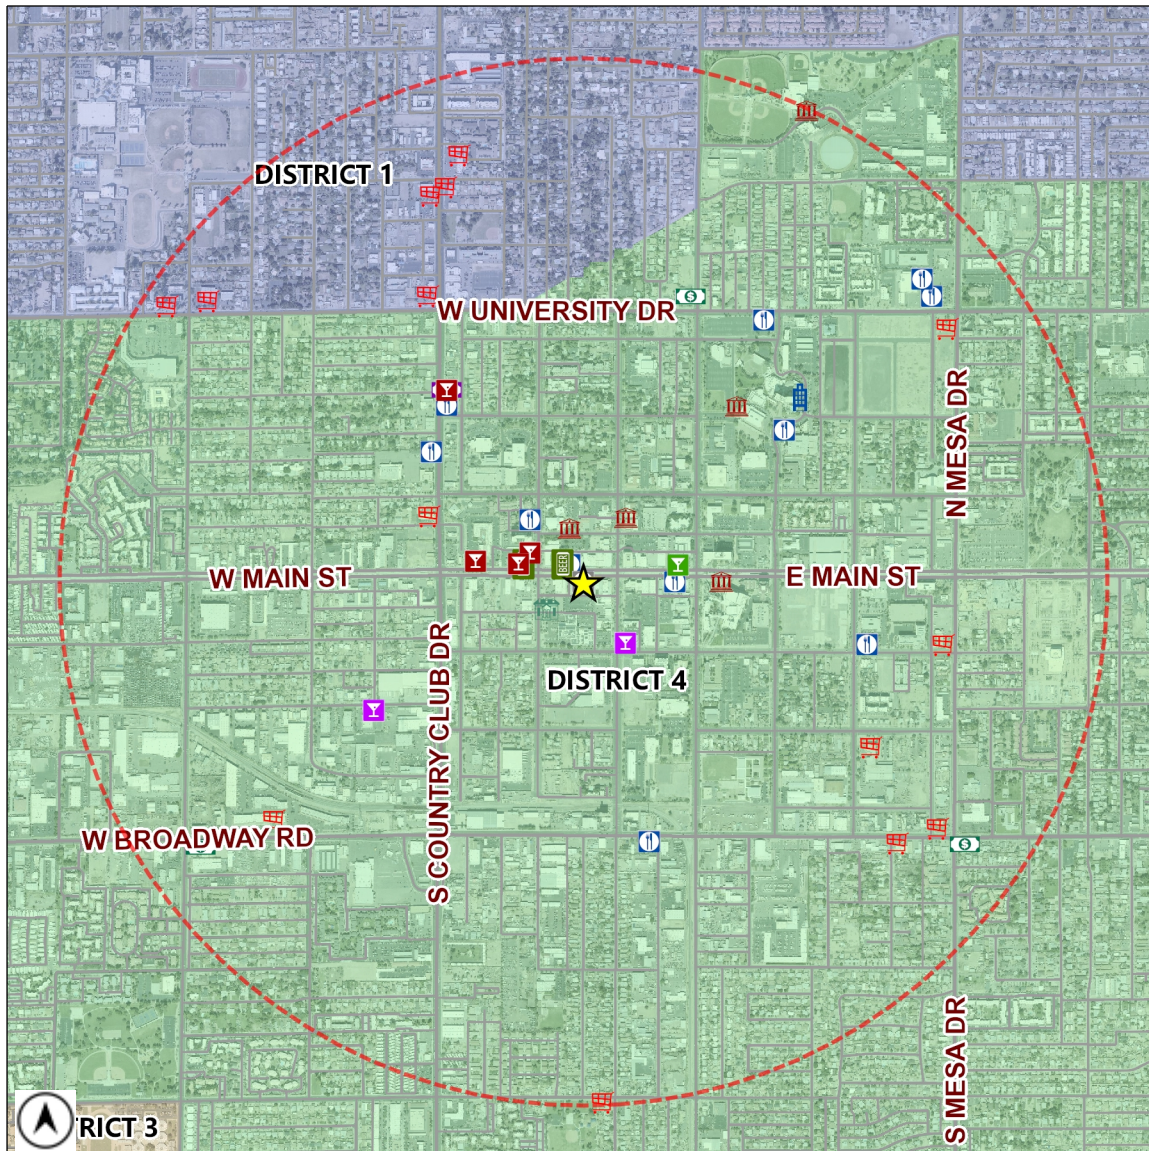 DISTRICT 1
W UNIVERSITY DR
N MESA DR
BEER
W MAIN ST
E MAIN ST
DISTRICT 4
S COUNTRY CLUB DR
W BROADWAY RD
S MESA DR
TRICT 3